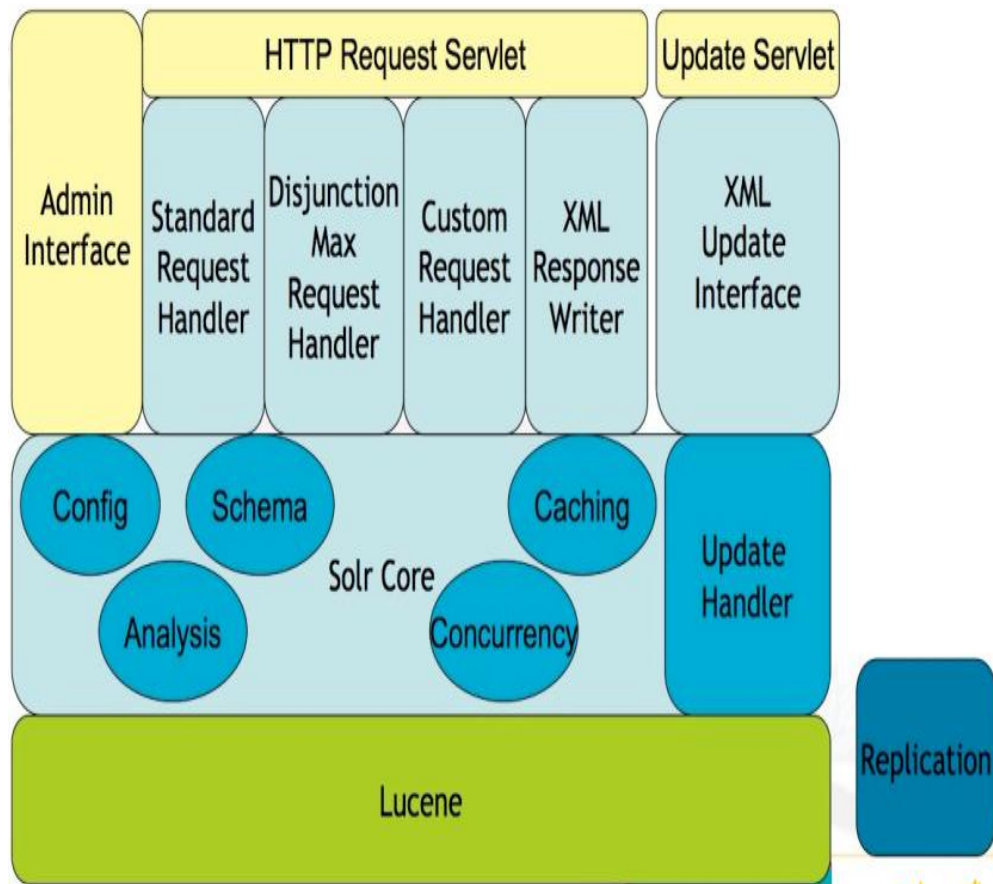 HTTP Request Servlet
Update Servlet
Admin
Interface
Standard
Request
Handler
Disjunction
Max
Request
Handler
Custom
Request
Handler
XML
Response
Writer
XML
Update
Interface
Config
Schema
Caching
Analysis
Solr Core
Concurrency
Update
Handler
Lucene
Replication